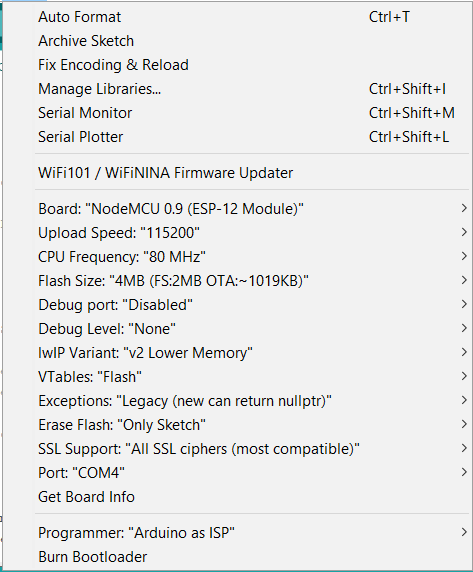 Auto Format Ctrl+T
Archive Sketch
Fix Encoding & Reload
Manage Libraries... Ctrl+Shift+I
Serial Monitor Ctrl+Shift+M
Serial Plotter Ctrl+Shift+L
WiFi101 / WiFiNINA Firmware Updater
Board: "NodeMCU 0.9 (ESP-12 Module)"
Upload Speed: "115200"
CPU Frequency: "80 MHz"
Flash Size: "4MB (FS:2MB OTA:~1019KB)"
Debug port: "Disabled"
Debug Level: "None"
lwIP Variant: "v2 Lower Memory"
VTables: "Flash"
Exceptions: "Legacy (new can return nullptr)"
Erase Flash: "Only Sketch"
SSL Support: "All SSL ciphers (most compatible)"
Port: "COM4"
Get Board Info
Programmer: "Arduino as ISP"
Burn Bootloader